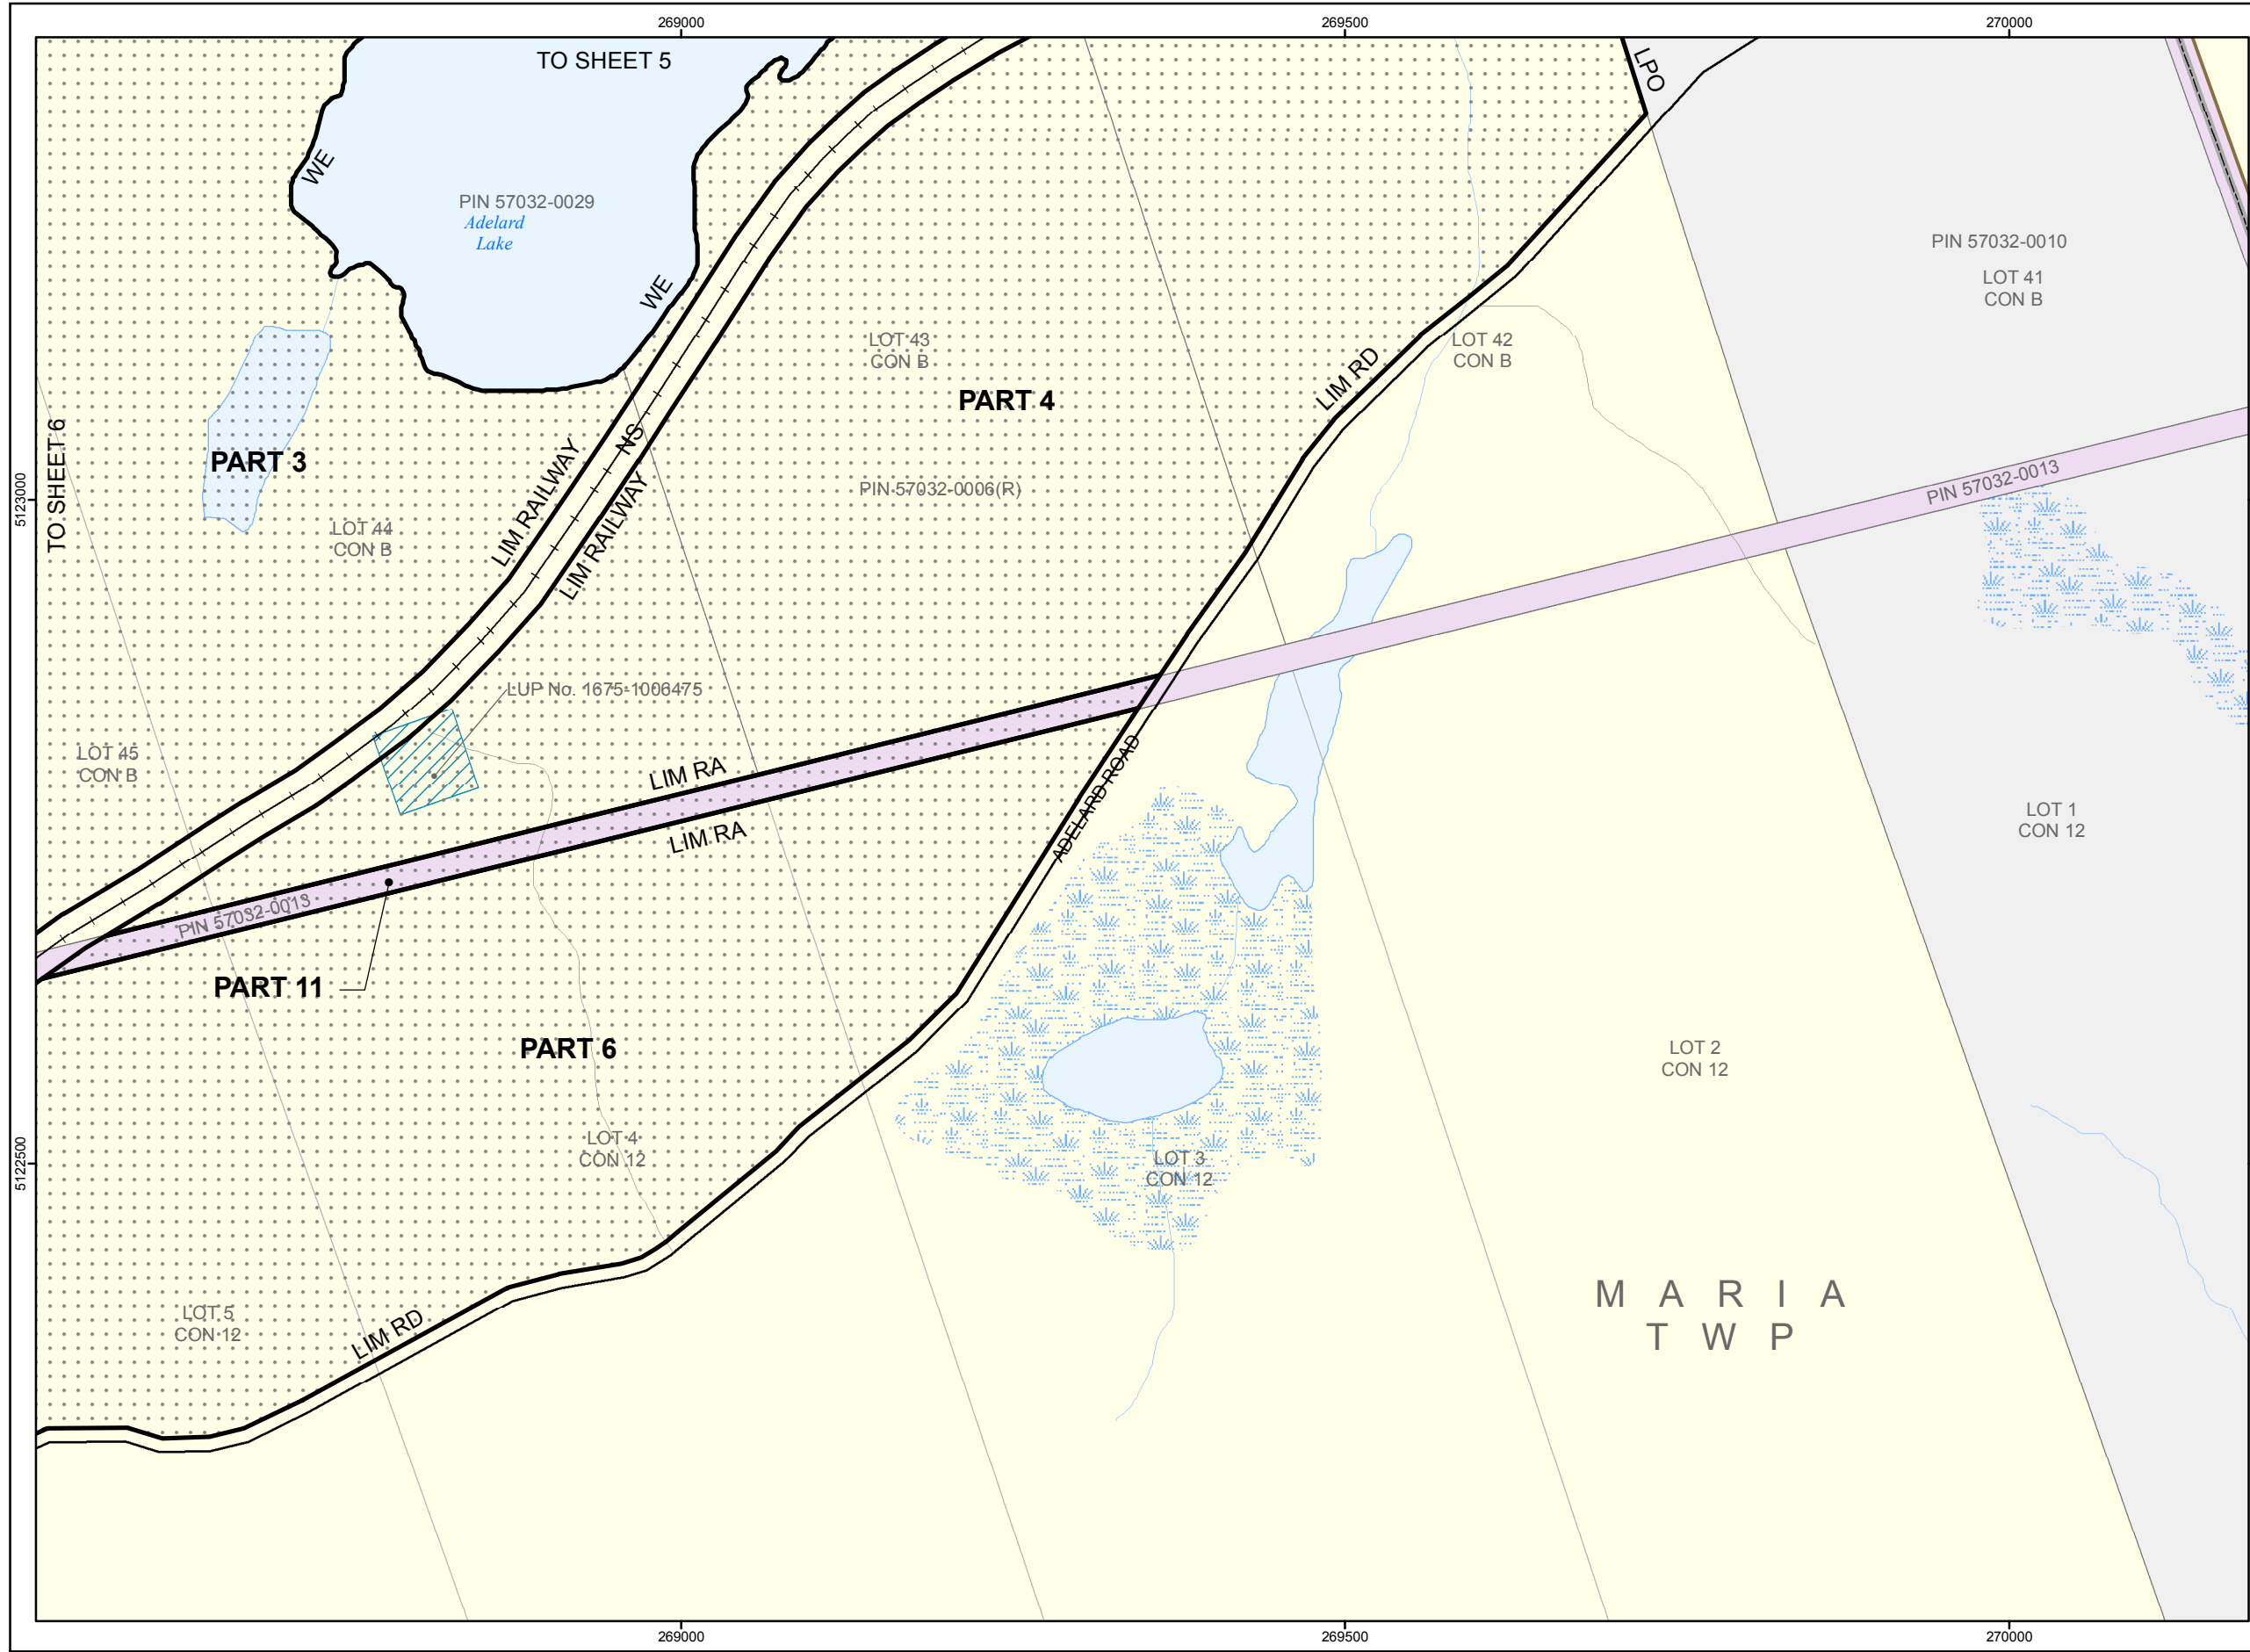 269000
269500
270000
TO SHEET 5
LPO
WE
PIN 57032-0029
Adelard
Lake
WE
PIN 57032-0010
LOT 41
CON B
LOT 43
CON B
LOT 42
CON B
LIM RD
PART 4
TO SHEET 6
PART 3
NS
LIM RAILWAY
LIM RAILWAY
PIN 57032-0006(R)
PIN 57032-0013
5123000
LOT 44
CON B
LUP No. 1675-1006475
LOT 45
CON B
LIM RA
LIM RA
ADELARD ROAD
LOT 1
CON 12
PIN 57032-0013
PART 11
PART 6
LOT 2
CON 12
LOT 4
CON 12
5122500
LOT 3
CON 12
LOT 5
CON 12
LIM RD
MARIA
TWP
269000
269500
270000